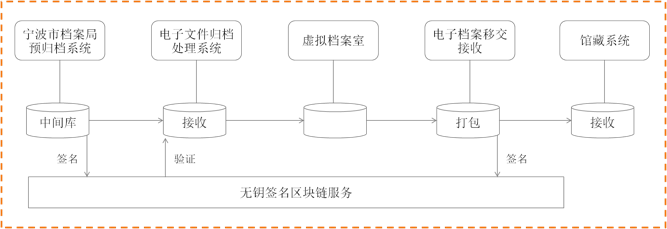 宁波市档案局
预归档系统
电子文件归档
处理系统
虚拟档案室
电子档案移交
接收
馆藏系统
中间库
接收
打包
接收
签名
验证
签名
无钥签名区块链服务